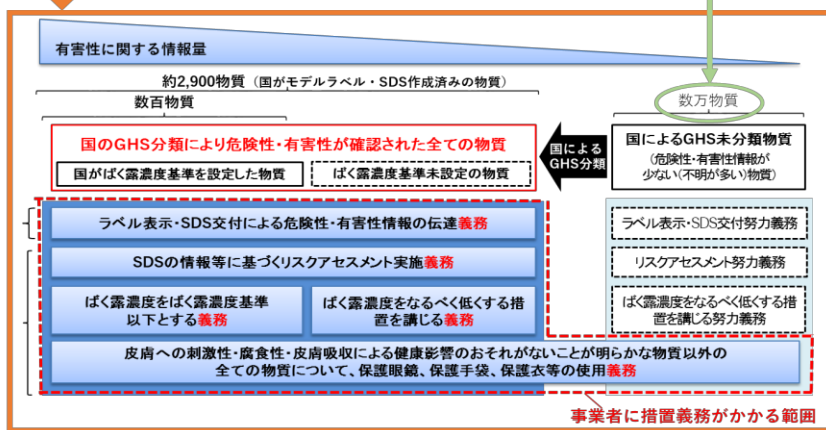 有害性に関する情報量
約2,900物質（国がモデルラベル・SDS作成済みの物質）
数百物質
数万物質
国のGHS分類により危険性・有害性が確認された全ての物質
国がばく露濃度基準を設定した物質
ばく露濃度基準未設定の物質
国による
GHS分類
国によるGHS未分類物質
（危険性・有害性情報が
少ない（不明が多い）物質）
ラベル表示・SDS交付による危険性・有害性情報の伝達義務
ラベル表示・SDS交付努力義務
SDSの情報等に基づくリスクアセスメント実施義務
リスクアセスメント努力義務
ばく露濃度をばく露濃度基準
以下とする義務
ばく露濃度をなるべく低くする措
置を講じる義務
ばく露濃度をなるべく低くする措
置を講じる努力義務
皮膚への刺激性・腐食性・皮膚吸収による健康影響のおそれがないことが明らかな物質以外の
全ての物質について、保護眼鏡、保護手袋、保護衣等の使用義務
事業者に措置義務がかかる範囲